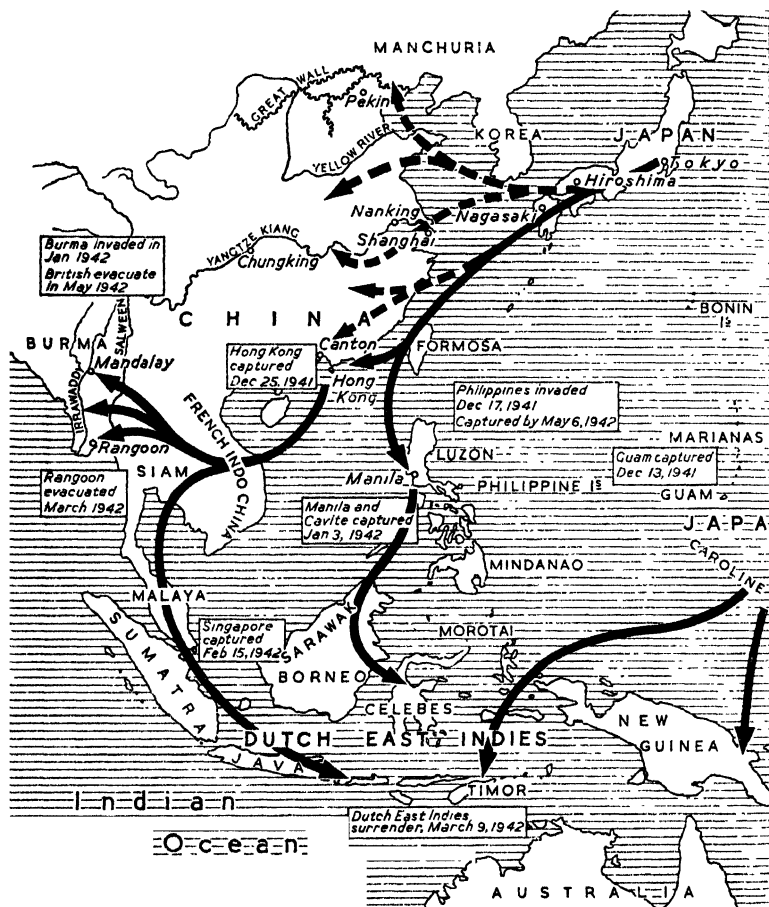 MANCHURIA
GREAT WALL
Pekin
YELLOW RIVER
KOREA
JAPAN
Tokyo
Hiroshima
Nagasaki
Nanking
Shanghai
YANGTZE KIANG
Chungking
Burma invaded in
Jan 1942
British evacuate
in May 1942
CHINA
BONIN
Is
BURMA
SALWEEN
Mandalay
IRRAWADDY
Rangoon
Canton
FORMOSA
Hong Kong
captured
Dec 25, 1941
Hong
Kong
Philippines invaded
Dec 17, 1941
Captured by May 6, 1942
MARIANAS
Guam captured
Dec 13, 1941
GUAM
FRENCH INDO CHINA
LUZON
SIAM
Manila
PHILIPPINE Is
Rangoon
evacuated
March 1942
Manila and
Cavite captured
Jan 3, 1942
JAPA
CAROLINE
MINDANAO
MALAYA
MOROTAI
SUMATRA
Singapore
captured
Feb 15, 1942
SARAWAK
BORNEO
CELEBES
NEW
GUINEA
DUTCH EAST INDIES
JAVA
TIMOR
Indian
Ocean
Dutch East Indies
surrender, March 9, 1942
AUSTRALIA